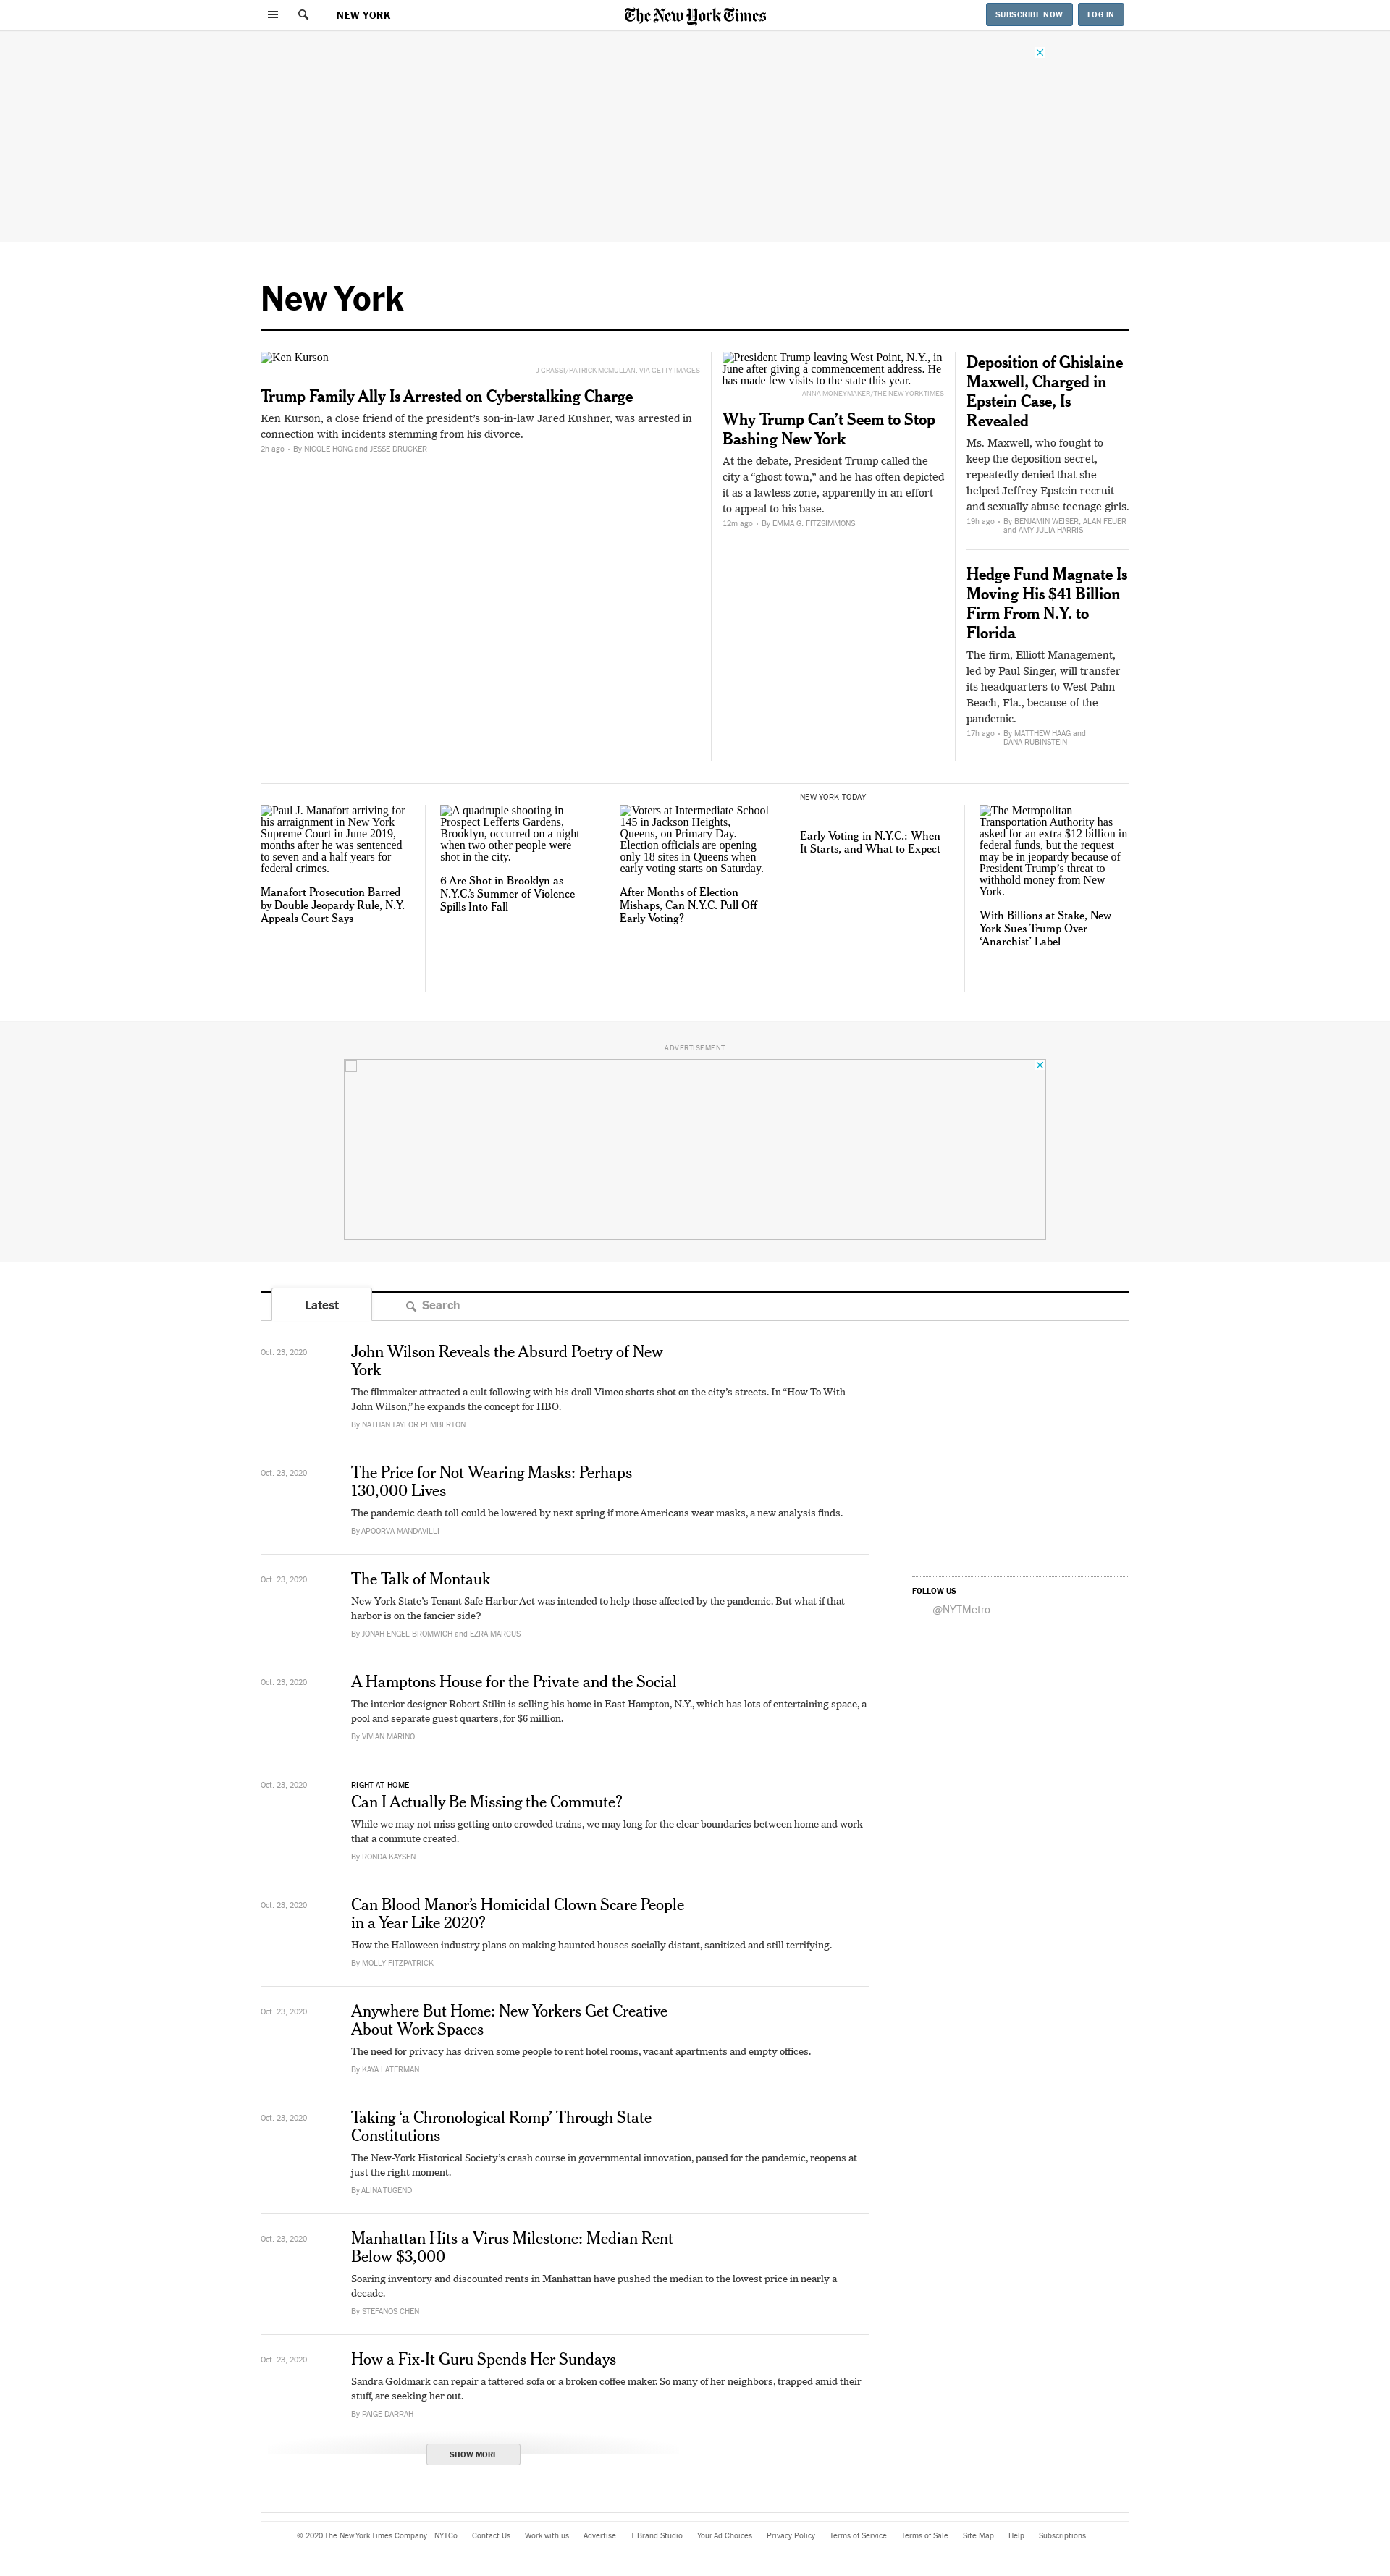 NEW YORK
The New York Times
SUBSCRIBE NOW
LOG IN
New York
Ken Kurson
J GRASSI/PATRICK MCMULLAN, VIA GETTY IMAGES
Trump Family Ally Is Arrested on Cyberstalking Charge
Ken Kurson, a close friend of the president's son-in-law Jared Kushner, was arrested in
connection with incidents stemming from his divorce.
2h ago • By NICOLE HONG and JESSE DRUCKER
President Trump leaving West Point, N.Y., in
June after giving a commencement address. He
has made few visits to the state this year.
ANNA MONEYMAKER/THE NEW YORK TIMES
Why Trump Can’t Seem to Stop
Bashing New York
At the debate, President Trump called the
city a “ghost town,” and he has often depicted
it as a lawless zone, apparently in an effort
to appeal to his base.
12m ago • By EMMA G. FITZSIMMONS
Deposition of Ghislaine
Maxwell, Charged in
Epstein Case, Is
Revealed
Ms. Maxwell, who fought to
keep the deposition secret,
repeatedly denied that she
helped Jeffrey Epstein recruit
and sexually abuse teenage girls.
19h ago • By BENJAMIN WEISER, ALAN FEUER
and AMY JULIA HARRIS
Hedge Fund Magnate Is
Moving His $41 Billion
Firm From N.Y. to
Florida
The firm, Elliott Management,
led by Paul Singer, will transfer
its headquarters to West Palm
Beach, Fla., because of the
pandemic.
17h ago • By MATTHEW HAAG and
DANA RUBINSTEIN
Paul J. Manafort arriving for
his arraignment in New York
Supreme Court in June 2019,
months after he was sentenced
to seven and a half years for
federal crimes.
Manafort Prosecution Barred
by Double Jeopardy Rule, N.Y.
Appeals Court Says
A quadruple shooting in
Prospect Lefferts Gardens,
Brooklyn, occurred on a night
when two other people were
shot in the city.
6 Are Shot in Brooklyn as
N.Y.C.’s Summer of Violence
Spills Into Fall
Voters at Intermediate School
145 in Jackson Heights,
Queens, on Primary Day.
Election officials are opening
only 18 sites in Queens when
early voting starts on Saturday.
After Months of Election
Mishaps, Can N.Y.C. Pull Off
Early Voting?
NEW YORK TODAY
Early Voting in N.Y.C.: When
It Starts, and What to Expect
The Metropolitan
Transportation Authority has
asked for an extra $12 billion in
federal funds, but the request
may be in jeopardy because of
President Trump’s threat to
withhold money from New
York.
With Billions at Stake, New
York Sues Trump Over
‘Anarchist’ Label
ADVERTISEMENT
Latest
Search
Oct. 23, 2020
John Wilson Reveals the Absurd Poetry of New
York
The filmmaker attracted a cult following with his droll Vimeo shorts shot on the city’s streets. In “How To With
John Wilson,” he expands the concept for HBO.
By NATHAN TAYLOR PEMBERTON
Oct. 23, 2020
The Price for Not Wearing Masks: Perhaps
130,000 Lives
The pandemic death toll could be lowered by next spring if more Americans wear masks, a new analysis finds.
By APOORVA MANDAVILLI
Oct. 23, 2020
The Talk of Montauk
New York State’s Tenant Safe Harbor Act was intended to help those affected by the pandemic. But what if that
harbor is on the fancier side?
By JONAH ENGEL BROMWICH and EZRA MARCUS
FOLLOW US
@NYTMetro
Oct. 23, 2020
A Hamptons House for the Private and the Social
The interior designer Robert Stilin is selling his home in East Hampton, N.Y., which has lots of entertaining space, a
pool and separate guest quarters, for $6 million.
By VIVIAN MARINO
Oct. 23, 2020
RIGHT AT HOME
Can I Actually Be Missing the Commute?
While we may not miss getting onto crowded trains, we may long for the clear boundaries between home and work
that a commute created.
By RONDA KAYSEN
Oct. 23, 2020
Can Blood Manor’s Homicidal Clown Scare People
in a Year Like 2020?
How the Halloween industry plans on making haunted houses socially distant, sanitized and still terrifying.
By MOLLY FITZPATRICK
Oct. 23, 2020
Anywhere But Home: New Yorkers Get Creative
About Work Spaces
The need for privacy has driven some people to rent hotel rooms, vacant apartments and empty offices.
By KAYA LATERMAN
Oct. 23, 2020
Taking ‘a Chronological Romp’ Through State
Constitutions
The New-York Historical Society’s crash course in governmental innovation, paused for the pandemic, reopens at
just the right moment.
By ALINA TUGEND
Oct. 23, 2020
Manhattan Hits a Virus Milestone: Median Rent
Below $3,000
Soaring inventory and discounted rents in Manhattan have pushed the median to the lowest price in nearly a
decade.
By STEFANOS CHEN
Oct. 23, 2020
How a Fix-It Guru Spends Her Sundays
Sandra Goldmark can repair a tattered sofa or a broken coffee maker. So many of her neighbors, trapped amid their
stuff, are seeking her out.
By PAIGE DARRAH
SHOW MORE
© 2020 The New York Times Company NYTCo Contact Us Work with us Advertise T Brand Studio Your Ad Choices Privacy Policy Terms of Service Terms of Sale Site Map Help Subscriptions